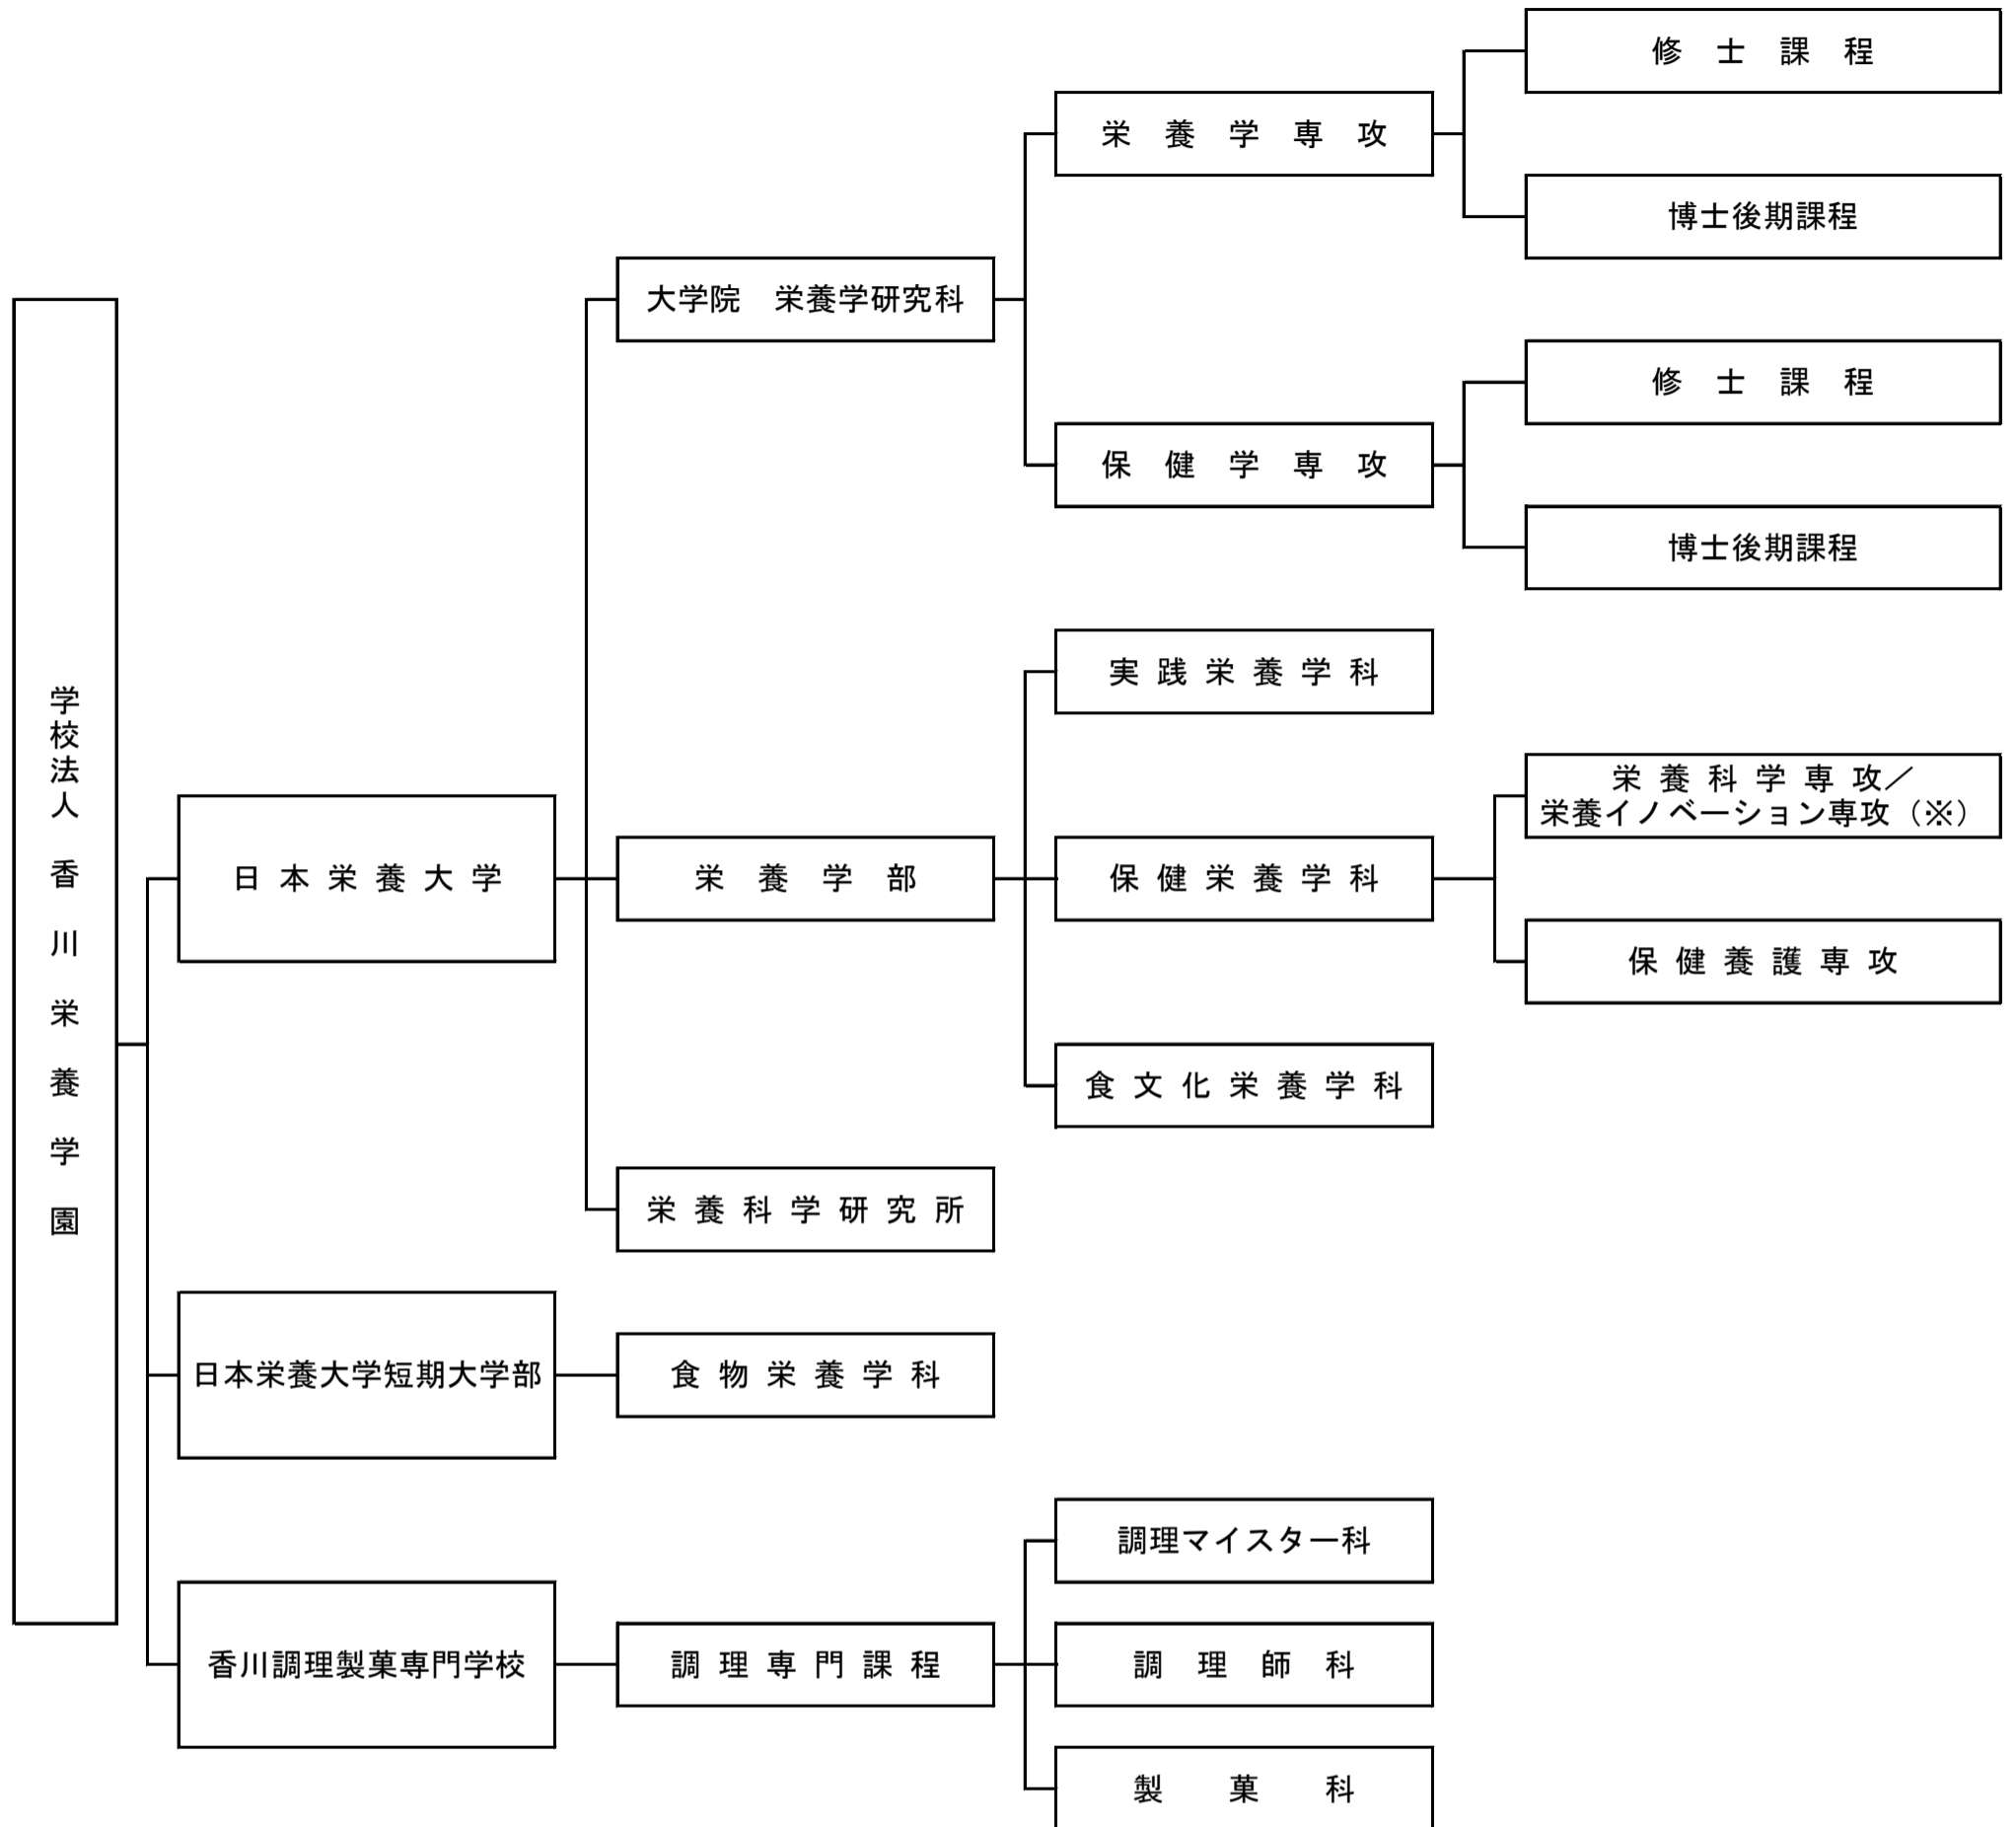 学校法人 香川栄養学園
日本栄養大学
大学院 栄養学研究科
栄養学専攻
修士課程
博士後期課程
保健学専攻
修士課程
博士後期課程
栄養学部
実践栄養学科
保健栄養学科
栄養科学専攻／
栄養イノベーション専攻（※）
保健養護専攻
食文化栄養学科
栄養科学研究所
日本栄養大学短期大学部
食物栄養学科
香川調理製菓専門学校
調理専門課程
調理マイスター科
調理師科
製菓科